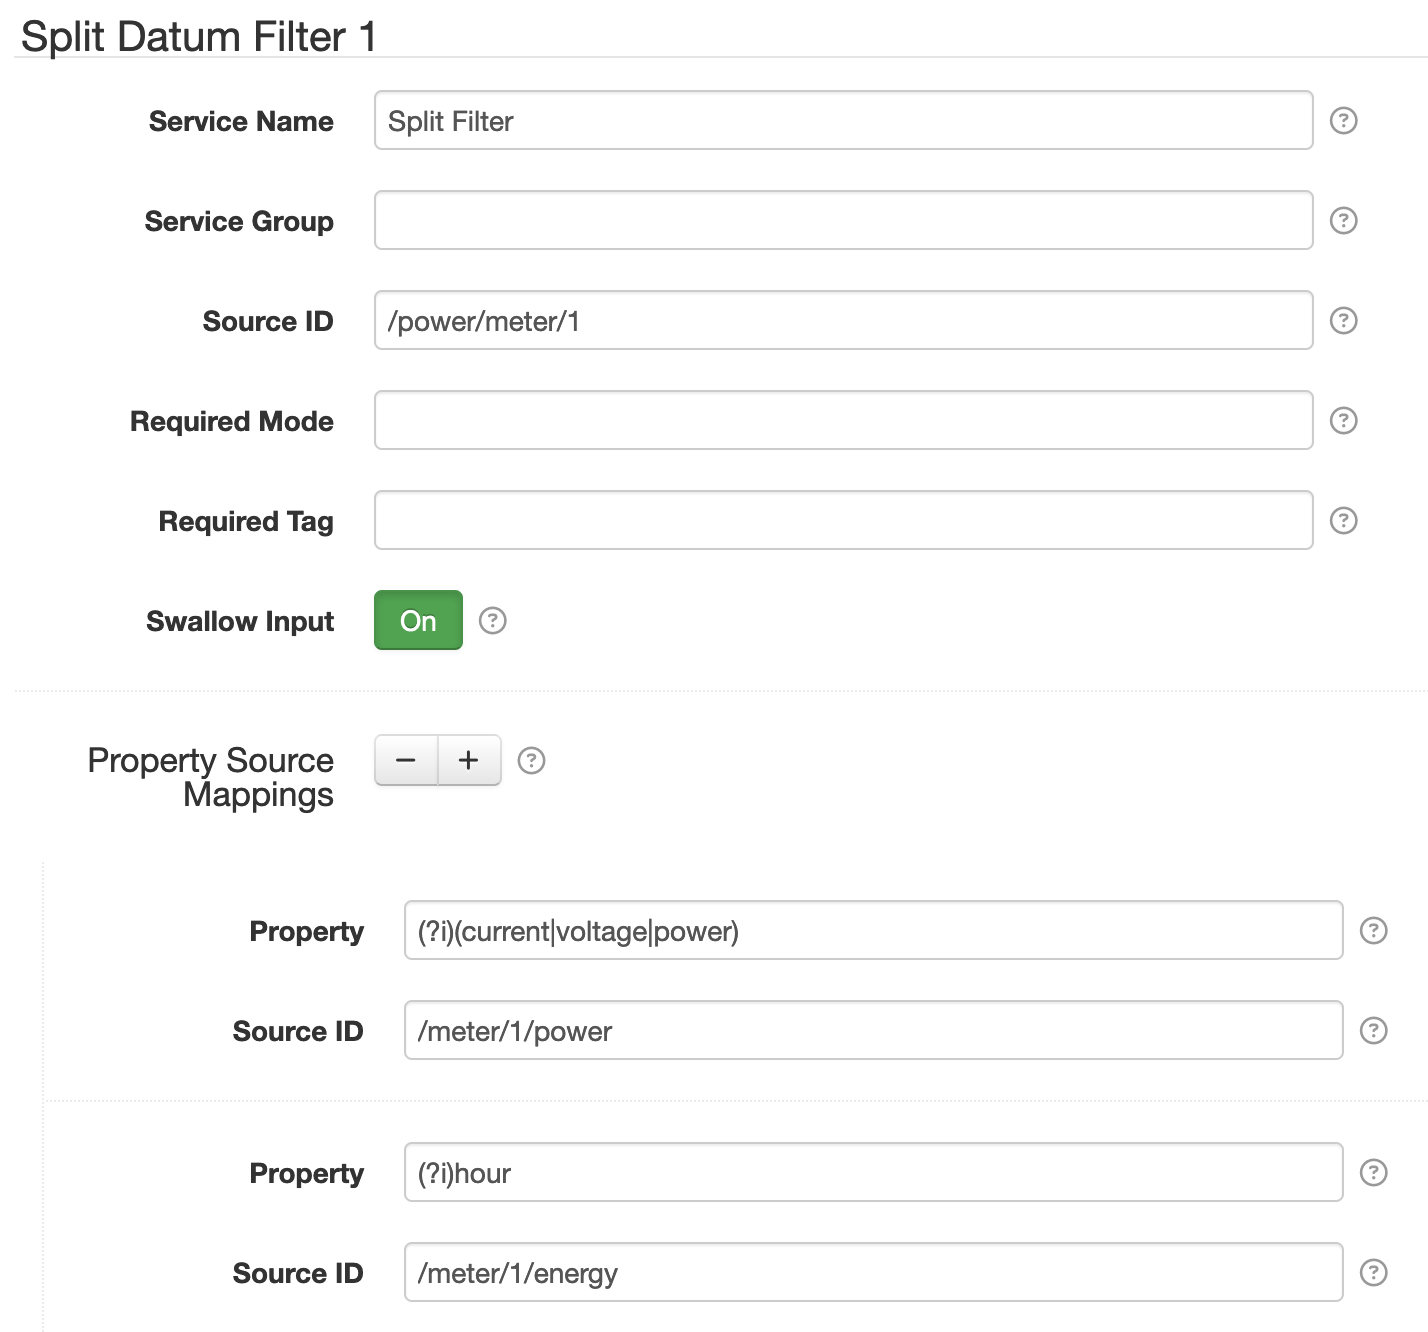 Split Datum Filter 1
Service Name
Split Filter
?
Service Group
?
Source ID
/power/meter/1
?
Required Mode
?
Required Tag
?
Swallow Input
On
?
Property Source
Mappings
− +
?
Property
(?i)(current|voltage|power)
?
Source ID
/meter/1/power
?
Property
(?i)hour
?
Source ID
/meter/1/energy
?